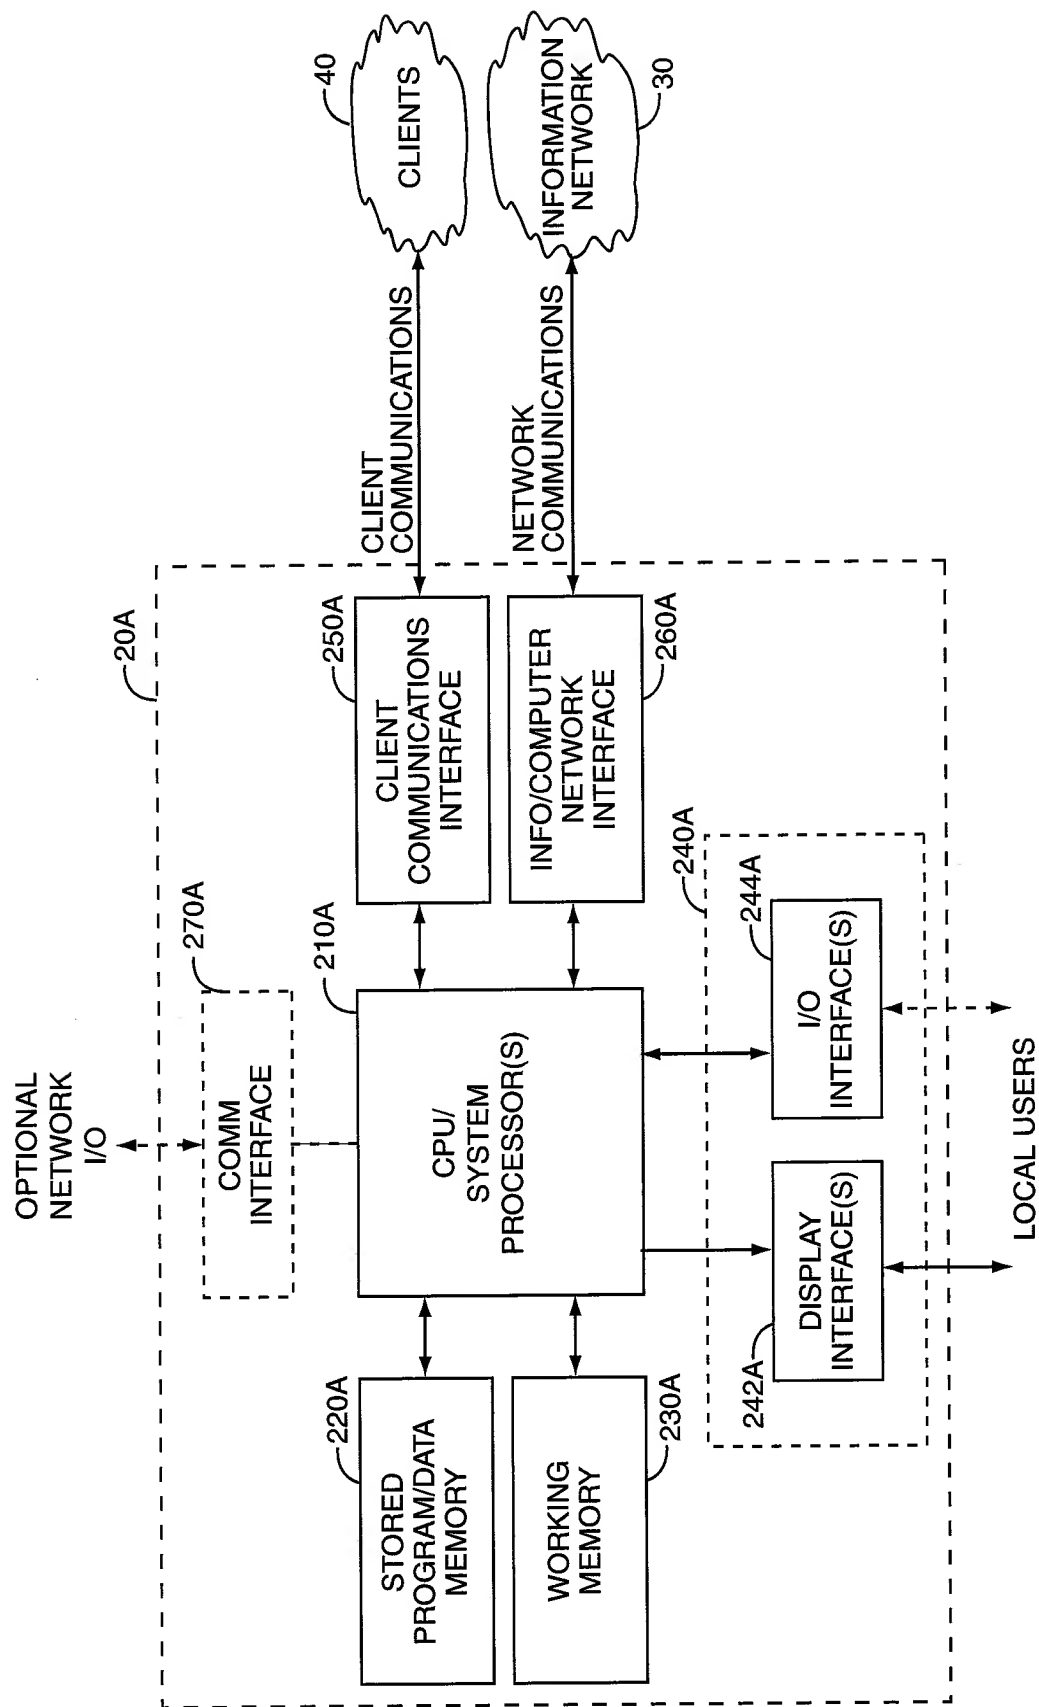 OPTIONAL
NETWORK
I/O
20A
270A
COMM
INTERFACE
220A
STORED
PROGRAM/DATA
MEMORY
210A
CPU/
SYSTEM
PROCESSOR(S)
250A
CLIENT
COMMUNICATIONS
INTERFACE
CLIENT
COMMUNICATIONS
40
CLIENTS
WORKING
MEMORY
230A
INFO/COMPUTER
NETWORK
INTERFACE
260A
NETWORK
COMMUNICATIONS
INFORMATION
NETWORK
30
240A
242A
DISPLAY
INTERFACE(S)
244A
I/O
INTERFACE(S)
LOCAL USERS